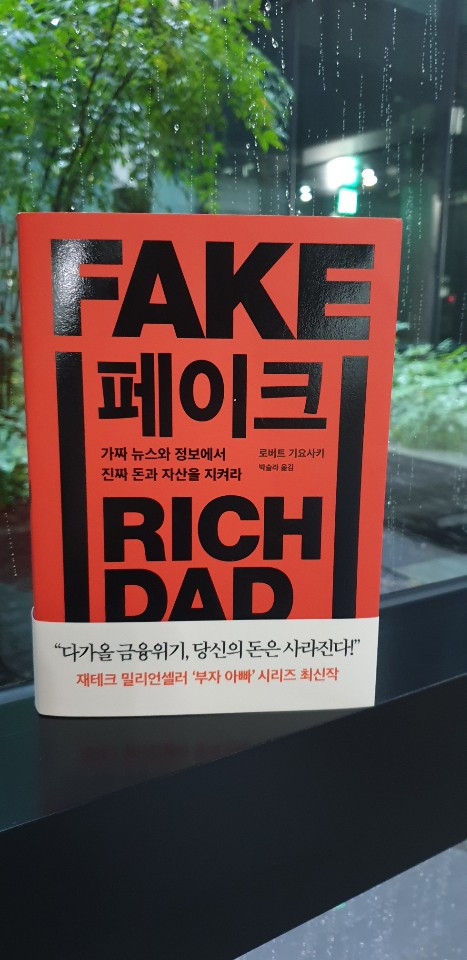 FAKE
페이크
가짜 뉴스와 정보에서
진짜 돈과 자산을 지켜라
로버트 기요사키
박슬라 옮김
RICH
DAD
“다가올 금융위기, 당신의 돈은 사라진다!”
재테크 밀리언셀러 ‘부자 아빠’ 시리즈 최신작